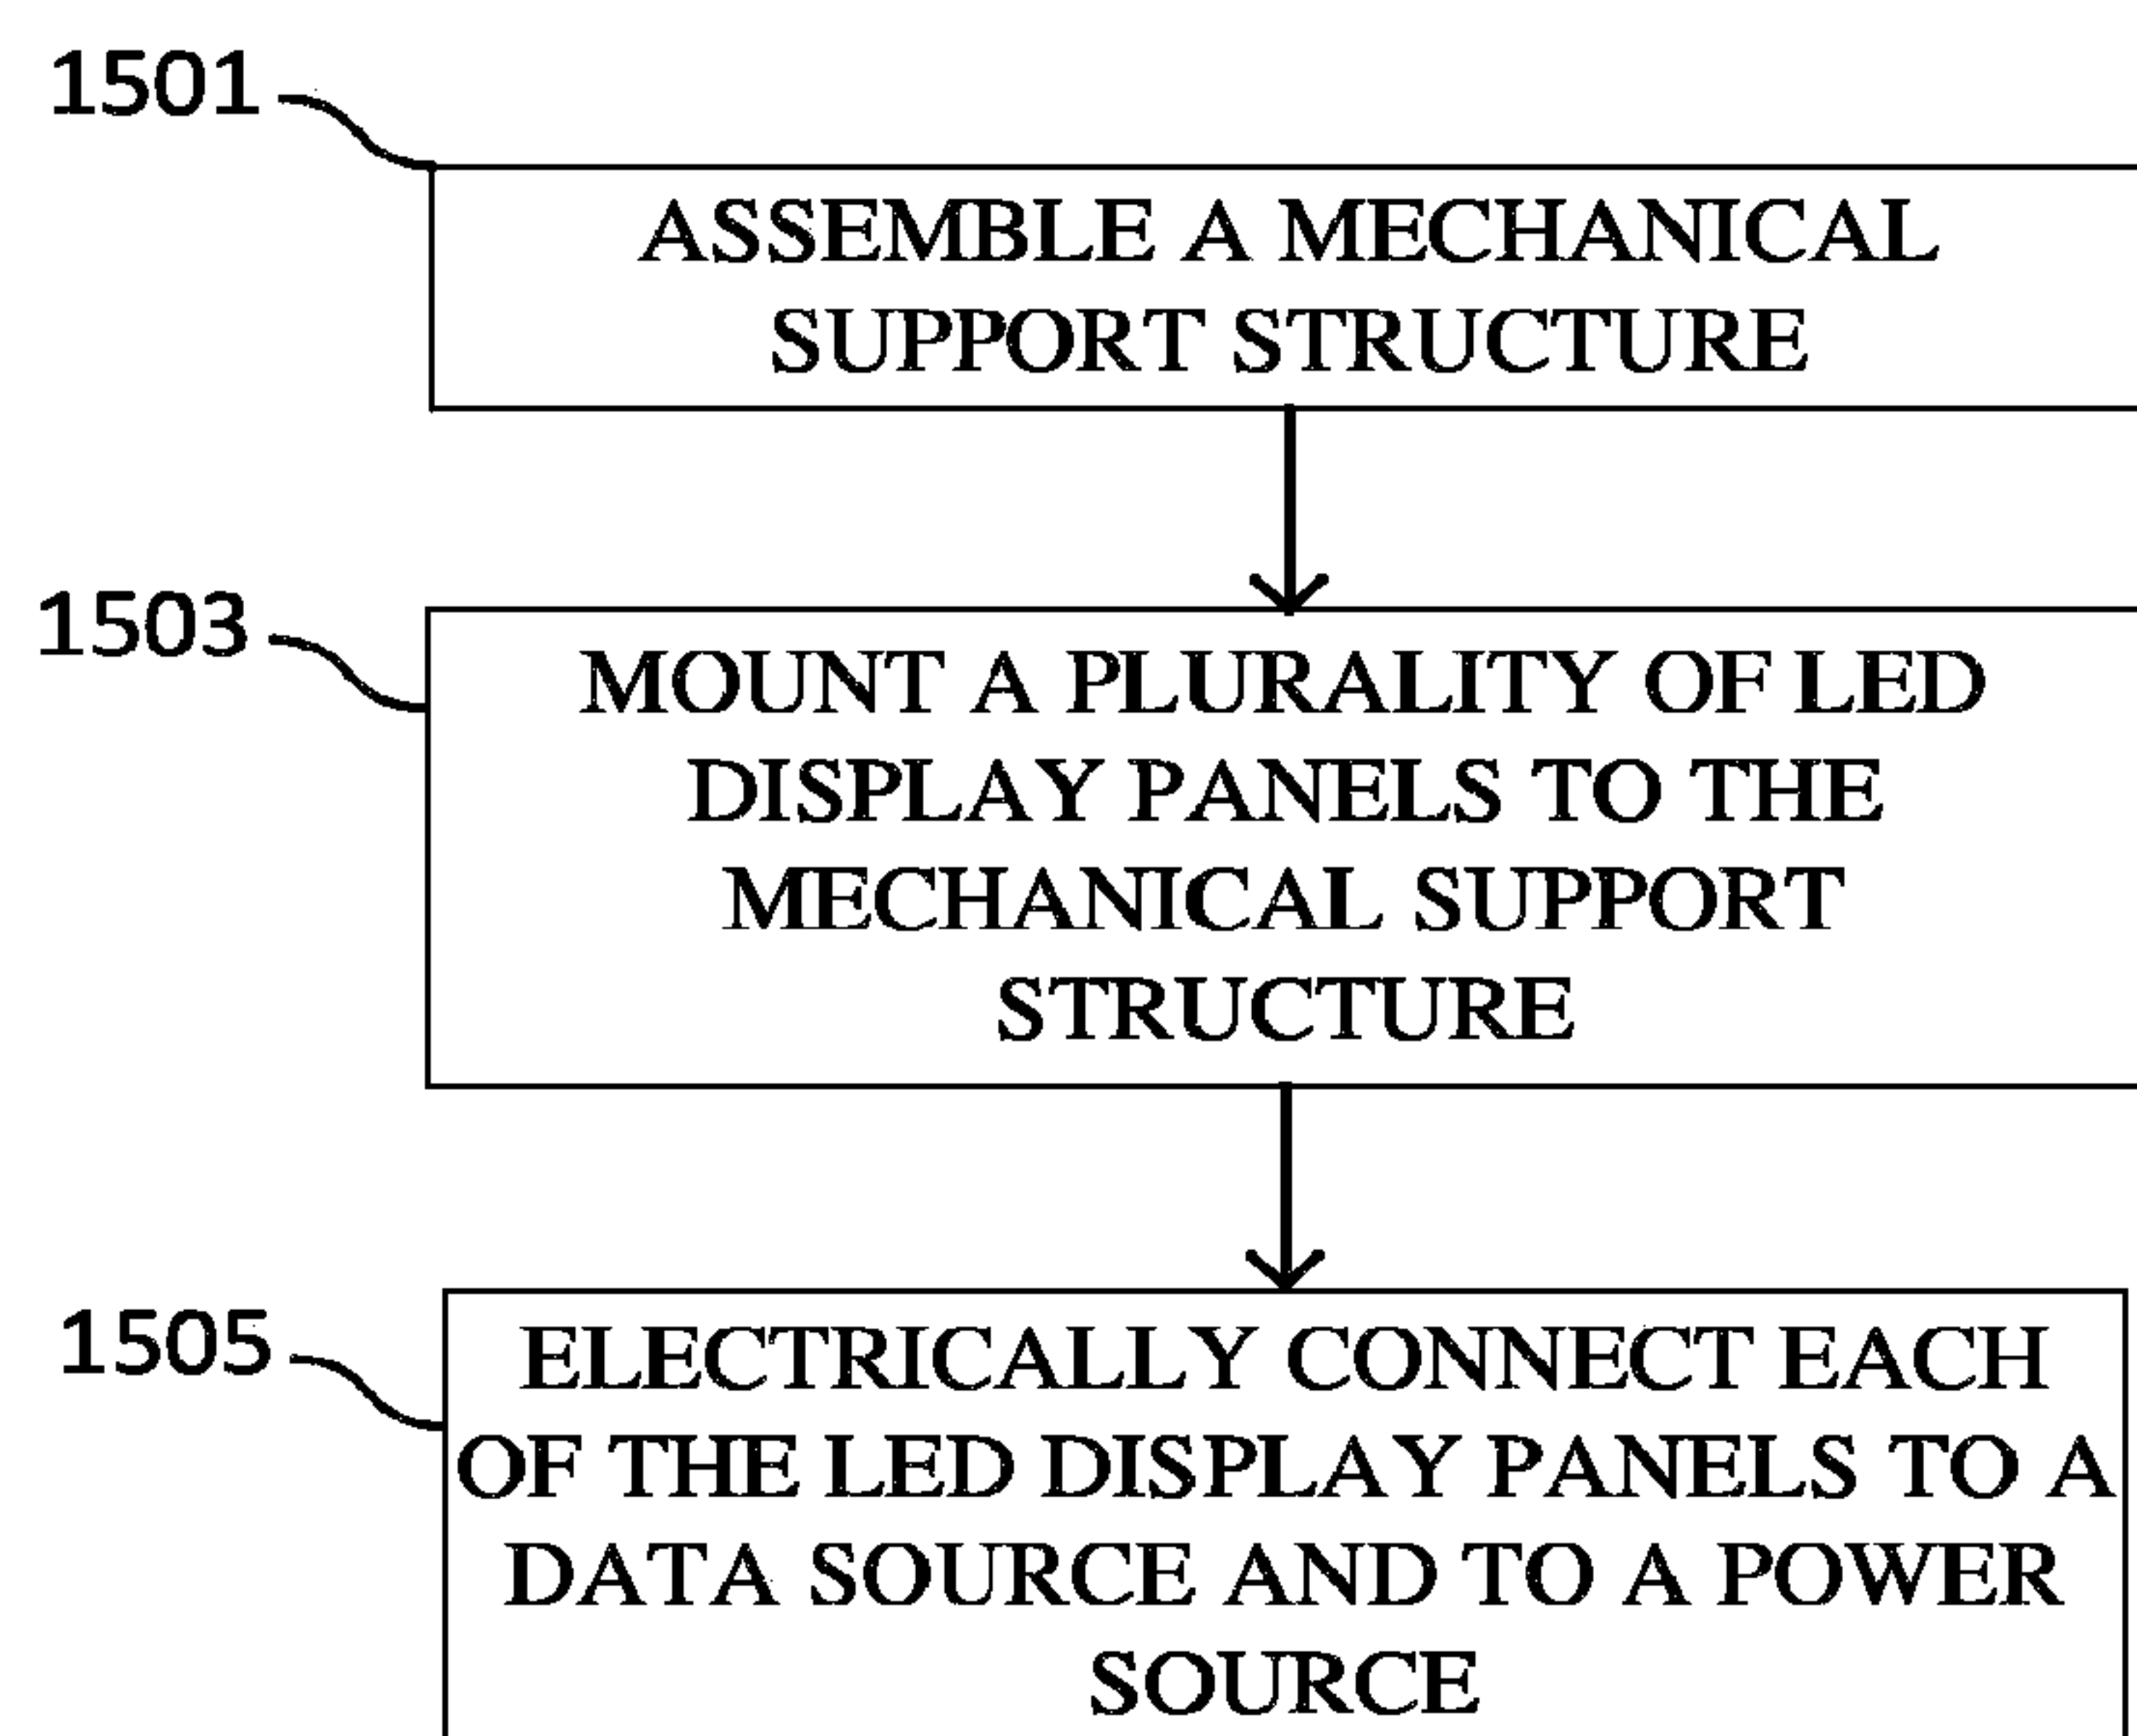 1501
ASSEMBLE A MECHANICAL
SUPPORT STRUCTURE
1503
MOUNT A PLURALITY OF LED
DISPLAY PANELS TO THE
MECHANICAL SUPPORT
STRUCTURE
1505
ELECTRICALLY CONNECT EACH
OF THE LED DISPLAY PANELS TO A
DATA SOURCE AND TO A POWER
SOURCE